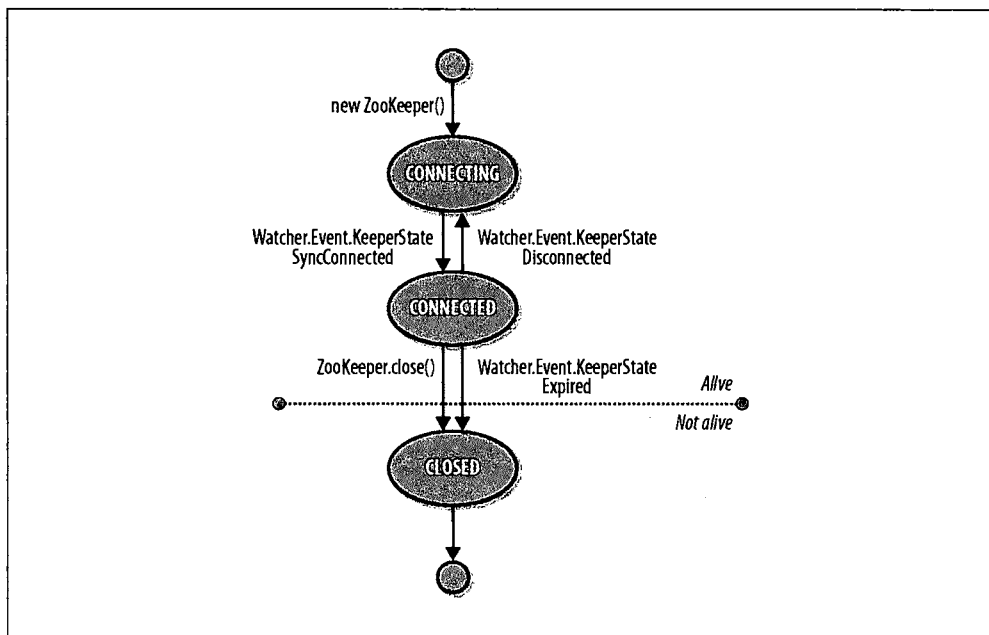 new ZooKeeper()
CONNECTING
Watcher.Event.KeeperState
SyncConnected
Watcher.Event.KeeperState
Disconnected
CONNECTED
ZooKeeper.close()
Watcher.Event.KeeperState
Expired
Alive
Not alive
CLOSED